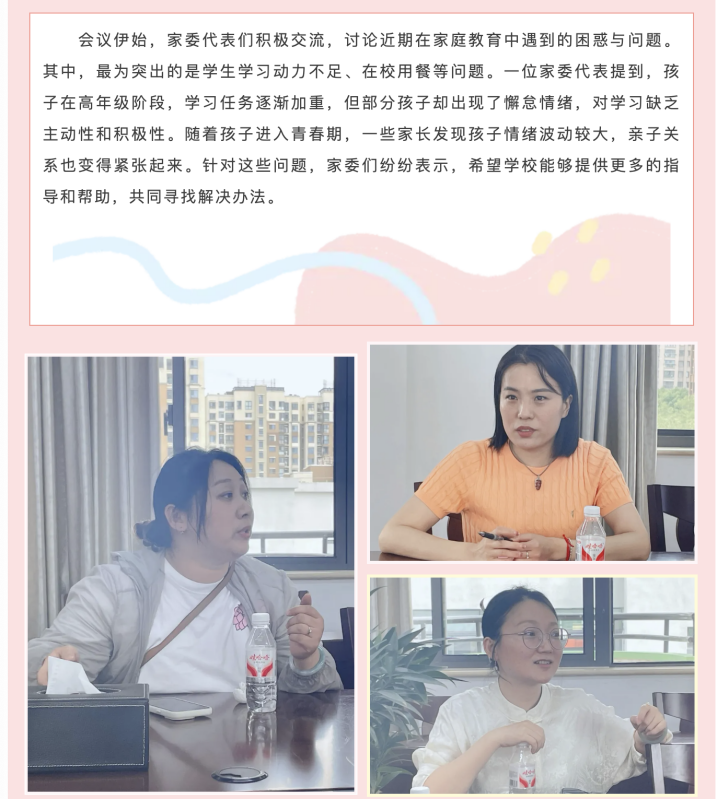 会议伊始，家委代表们积极交流，讨论近期在家庭教育中遇到的困惑与问题。
其中，最为突出的是学生学习动力不足、在校用餐等问题。一位家委代表提到，孩
子在高年级阶段，学习任务逐渐加重，但部分孩子却出现了懈怠情绪，对学习缺乏
主动性和积极性。随着孩子进入青春期，一些家长发现孩子情绪波动较大，亲子关
系也变得紧张起来。针对这些问题，家委们纷纷表示，希望学校能够提供更多的指
导和帮助，共同寻找解决办法。
娃哈哈